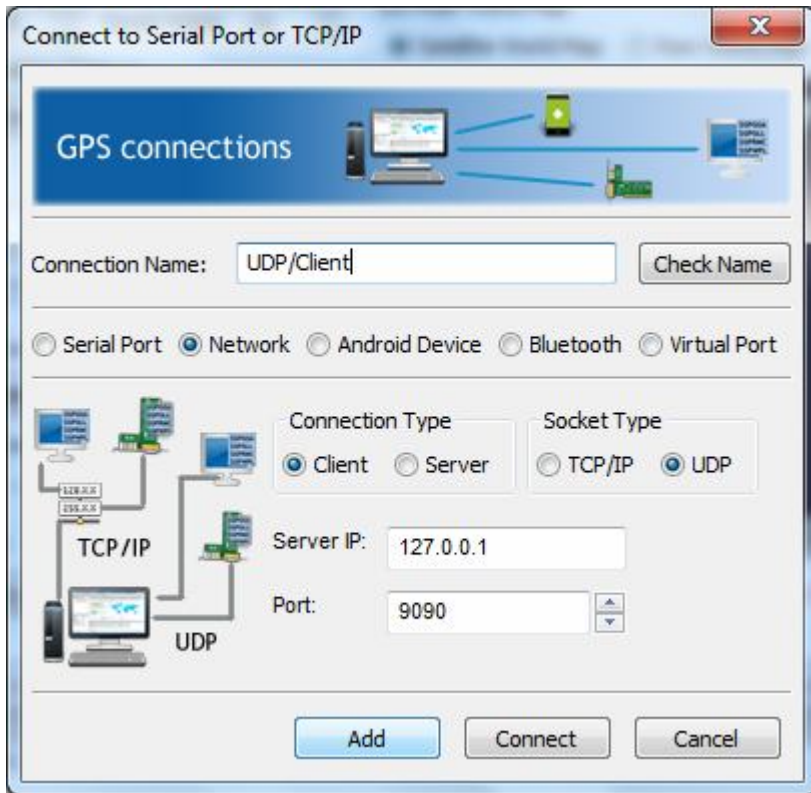 Connect to Serial Port or TCP/IP
GPS connections
Connection Name: UDP/Client Check Name
Serial Port Network Android Device Bluetooth Virtual Port
Connection Type Socket Type
Client Server TCP/IP UDP
TCP/IP
Server IP: 127.0.0.1
Port: 9090
UDP
Add Connect Cancel